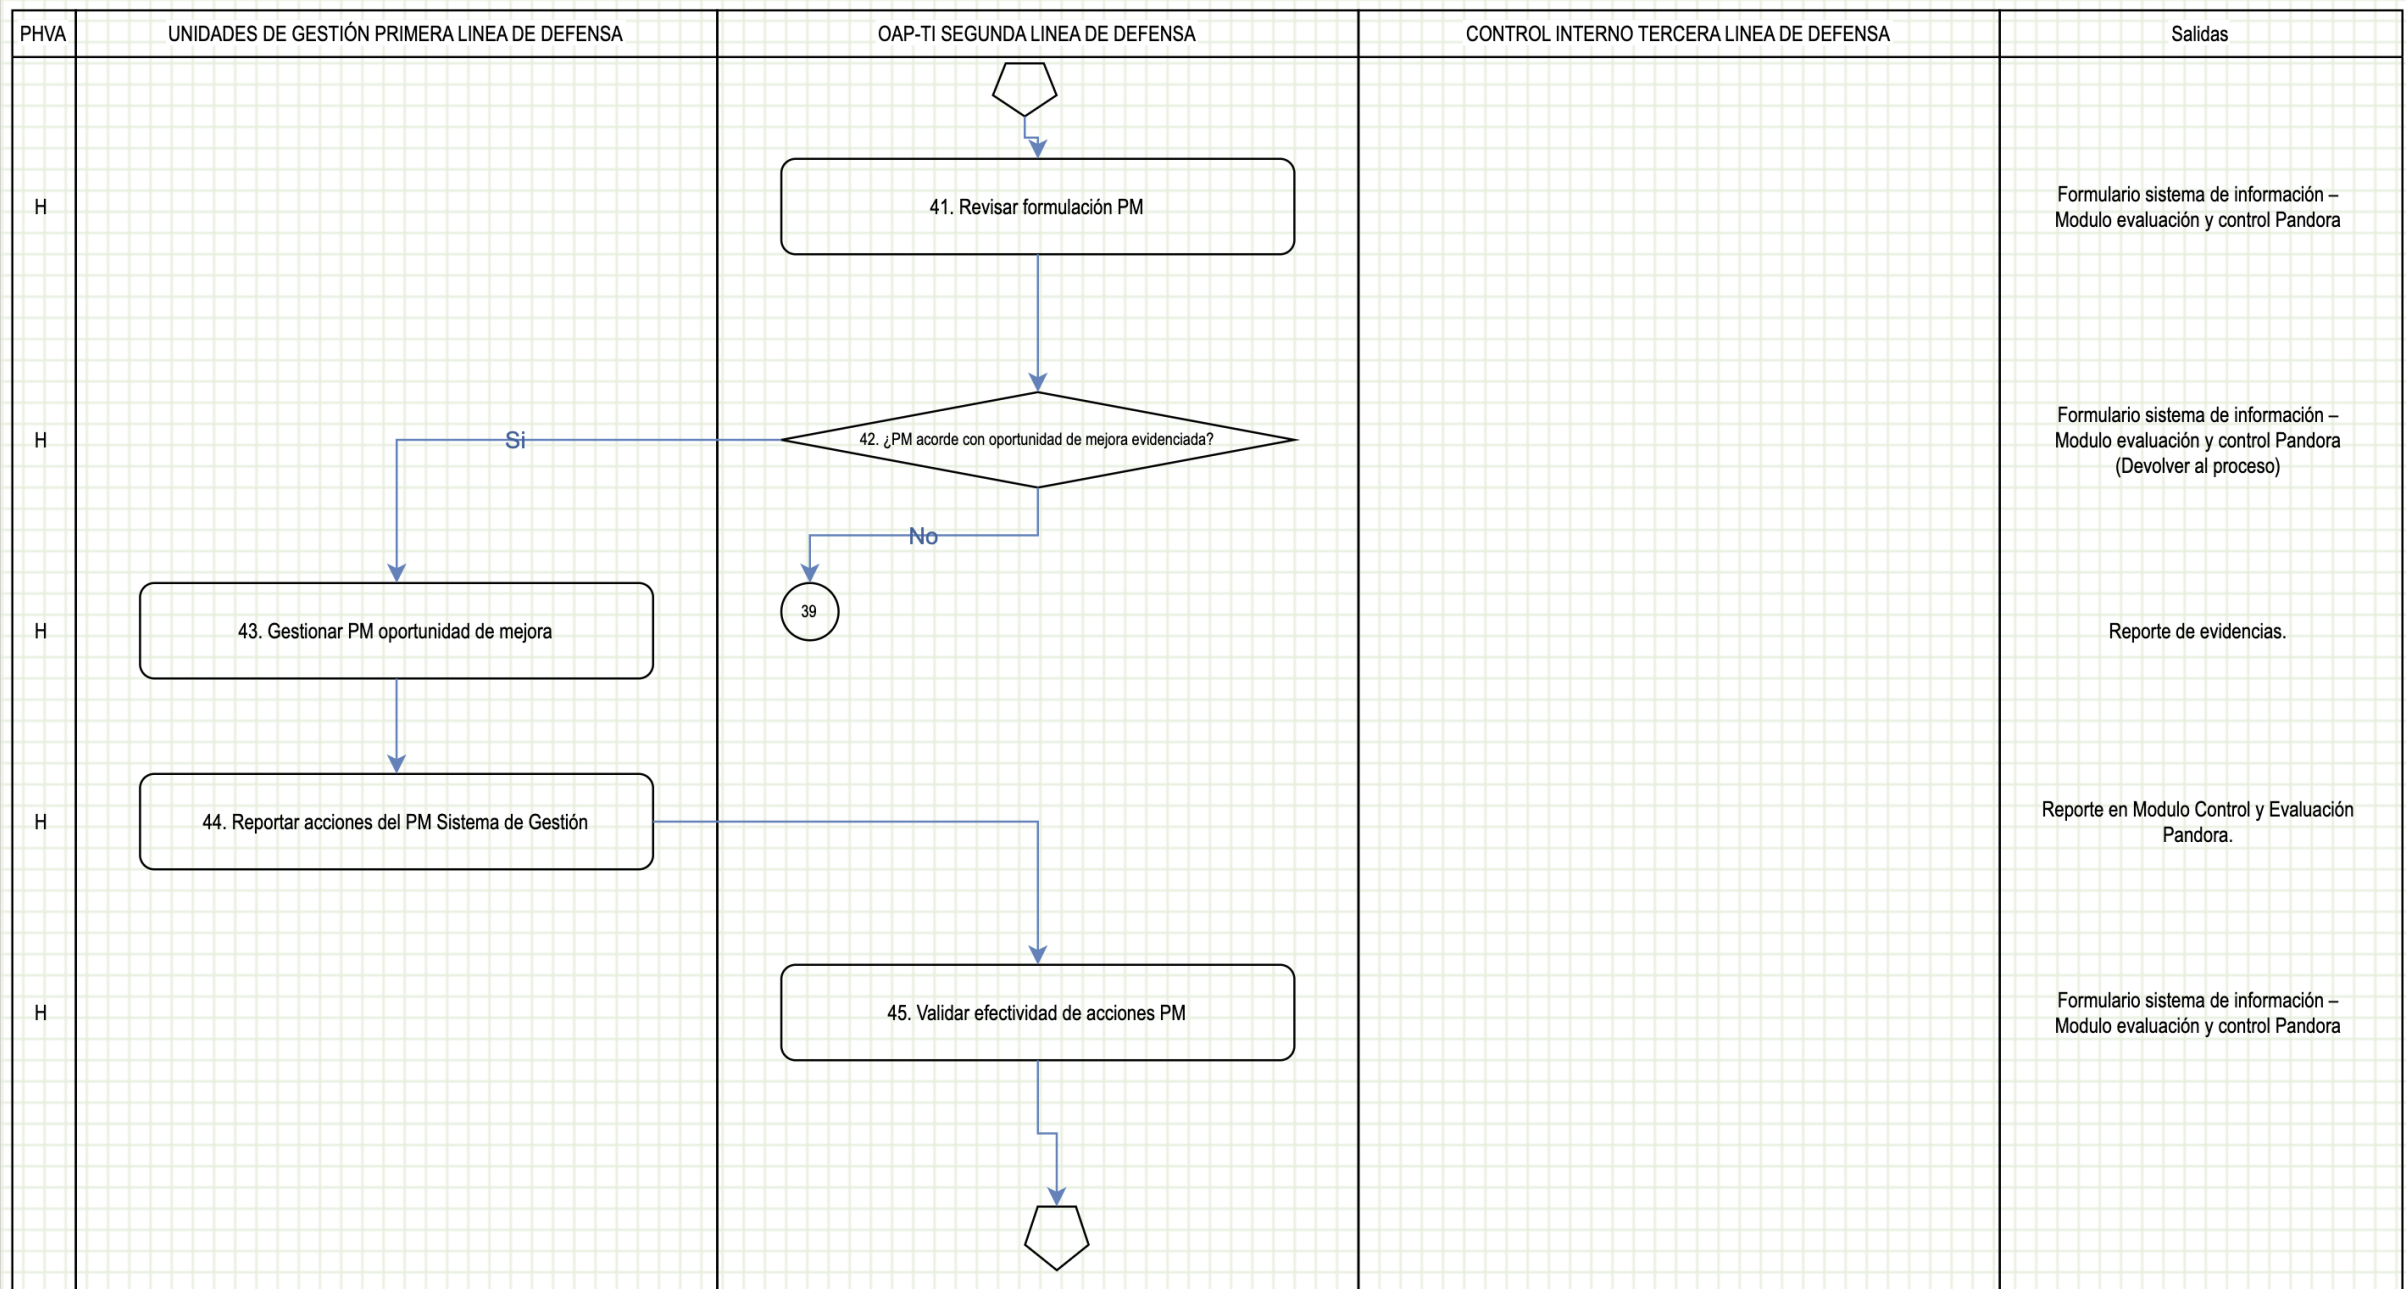 PHVA
UNIDADES DE GESTIÓN PRIMERA LINEA DE DEFENSA
OAP-TI SEGUNDA LINEA DE DEFENSA
CONTROL INTERNO TERCERA LINEA DE DEFENSA
Salidas
H
41. Revisar formulación PM
Formulario sistema de información –
Modulo evaluación y control Pandora
H
Si
42. ¿PM acorde con oportunidad de mejora evidenciada?
Formulario sistema de información –
Modulo evaluación y control Pandora
(Devolver al proceso)
No
H
43. Gestionar PM oportunidad de mejora
39
Reporte de evidencias.
H
44. Reportar acciones del PM Sistema de Gestión
Reporte en Modulo Control y Evaluación
Pandora.
H
45. Validar efectividad de acciones PM
Formulario sistema de información –
Modulo evaluación y control Pandora